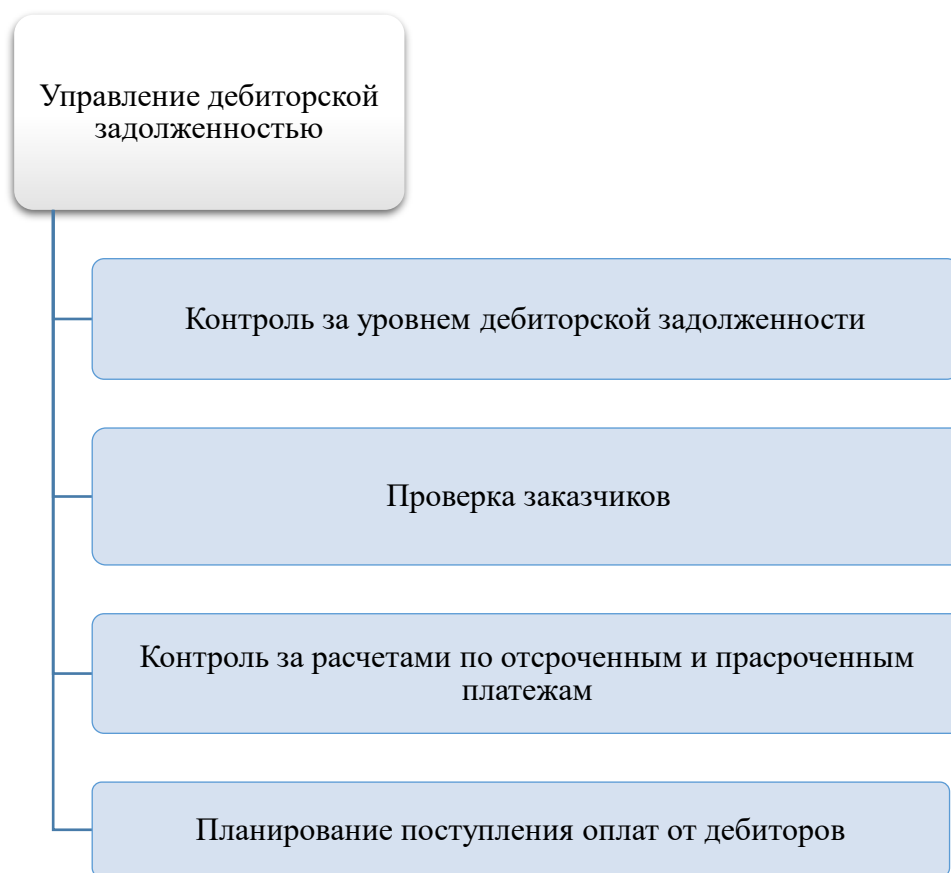 Управление дебиторской
задолженностью
Контроль за уровнем дебиторской задолженности
Проверка заказчиков
Контроль за расчетами по отсроченным и прасроченным
платежам
Планирование поступления оплат от дебиторов